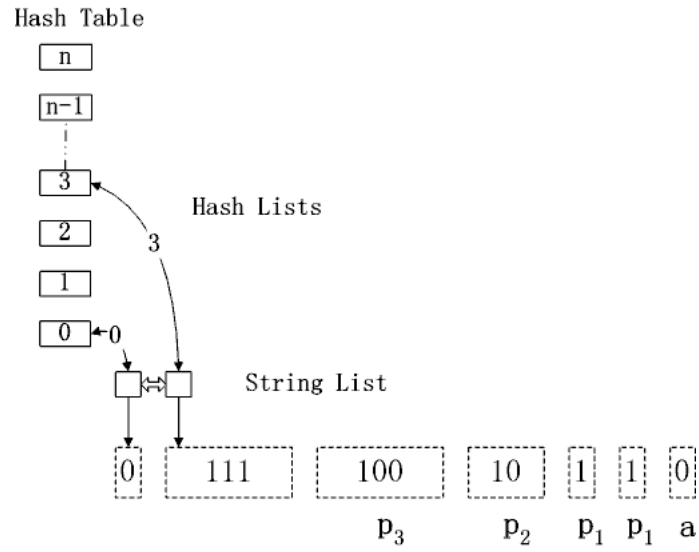 Hash Table
n
n-1
3
Hash Lists
2
3
1
0
0
String List
0 111 100 10 1 1 0
p3 p2 p1 p1 a